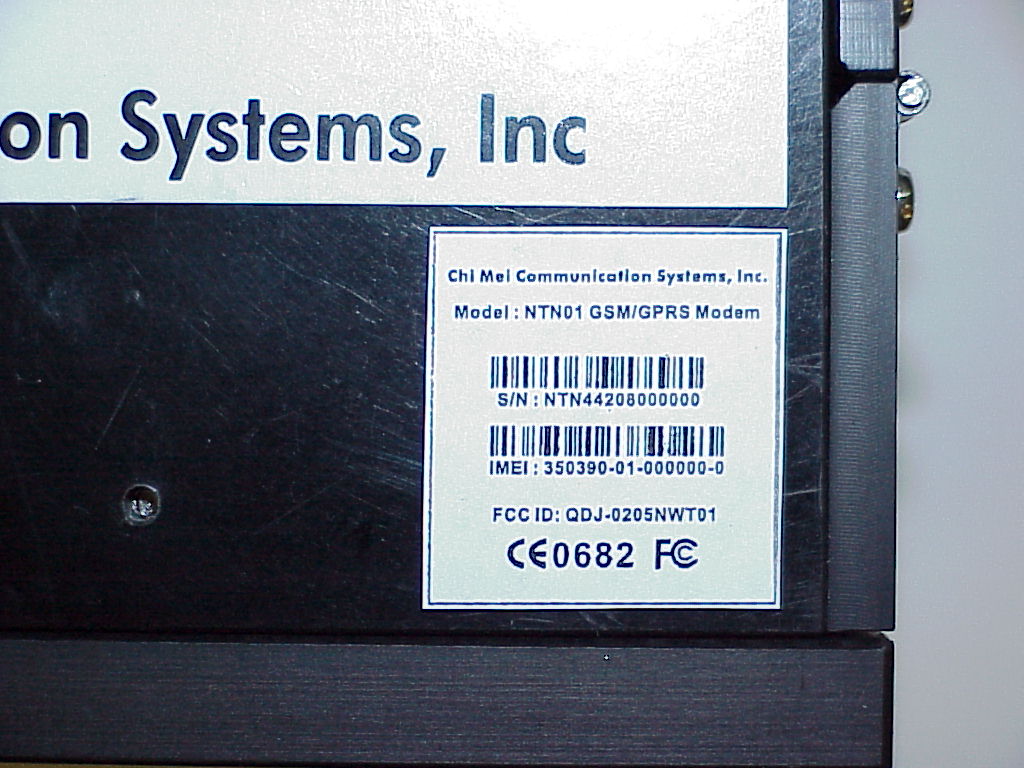 on Systems, Inc
Chi Mei Communication Systems, Inc.
Model : NTN01 GSM/GPRS Modem
S/N : NTN44208000000
IMEI : 350390-01-000000-0
FCC ID: QDJ-0205NWT01
CE0682 FC